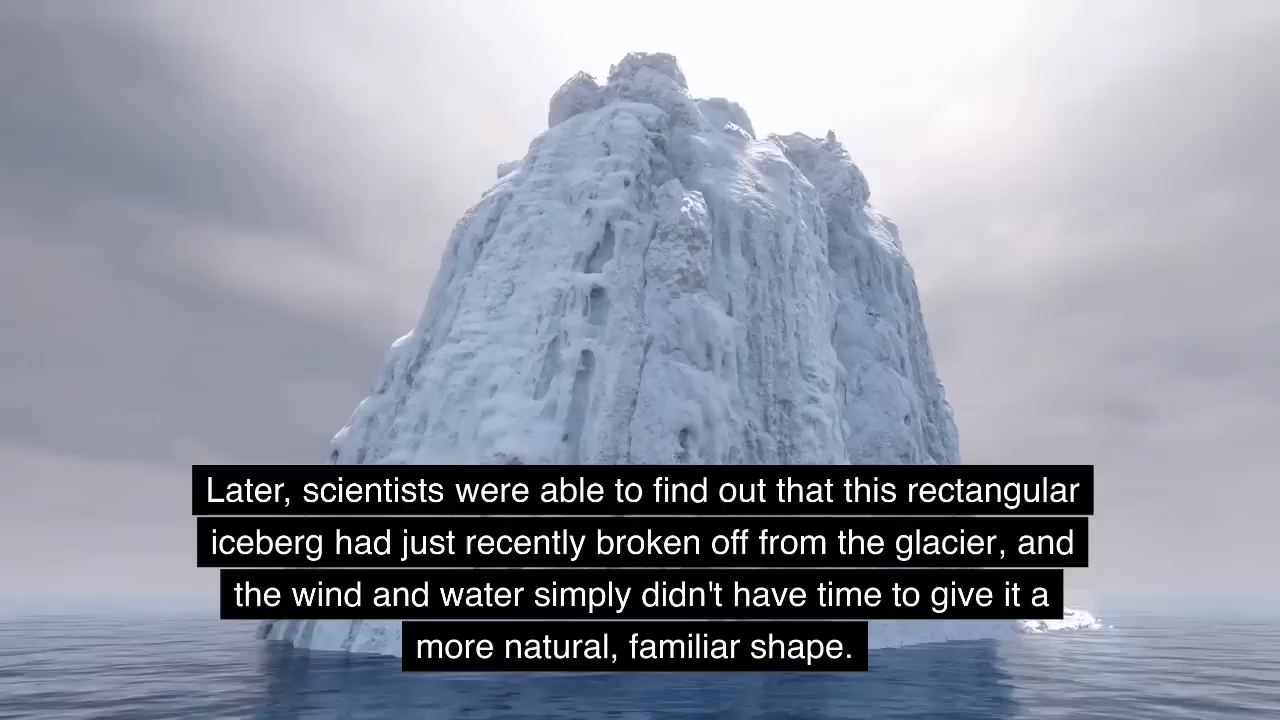 Later, scientists were able to find out that this rectangular
iceberg had just recently broken off from the glacier, and
the wind and water simply didn't have time to give it a
more natural, familiar shape.